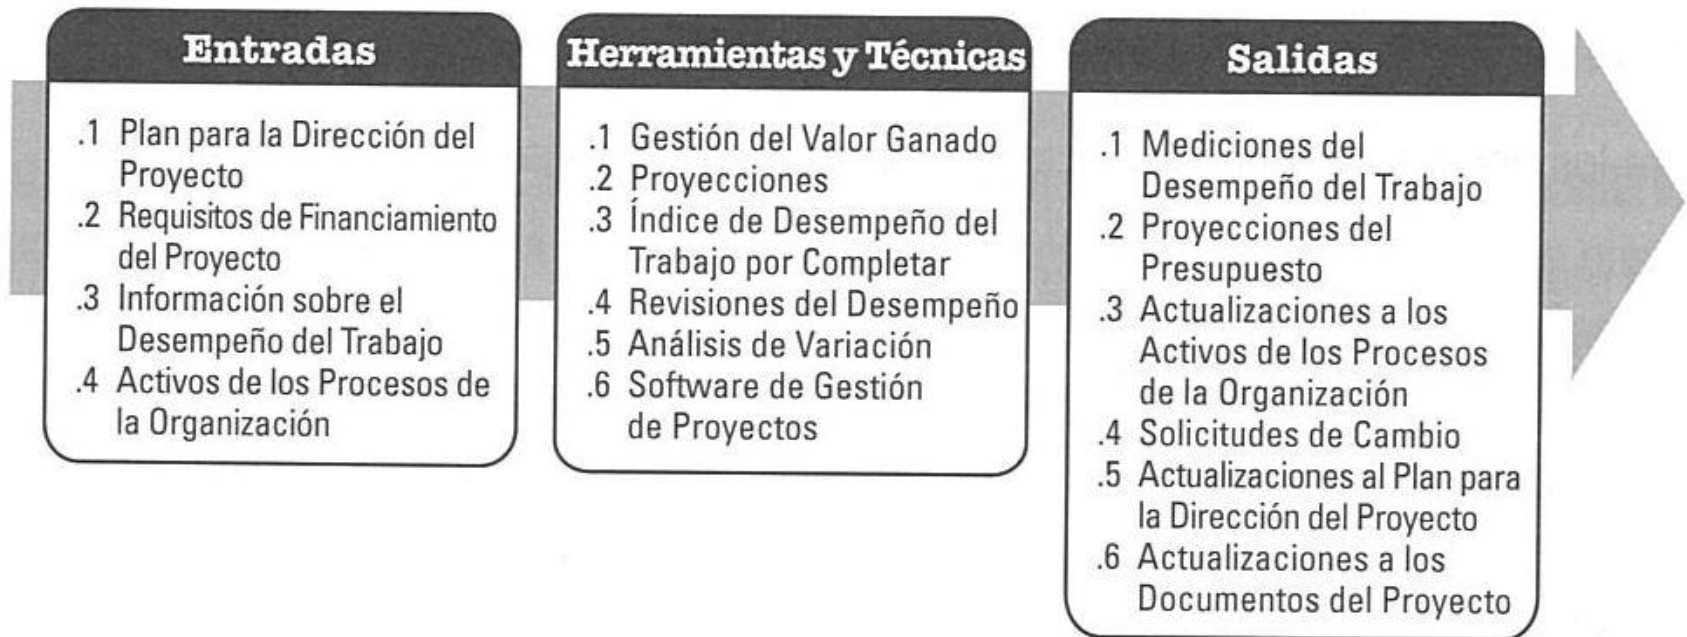 Entradas
.1 Plan para la Dirección del
Proyecto
.2 Requisitos de Financiamiento
del Proyecto
.3 Información sobre el
Desempeño del Trabajo
.4 Activos de los Procesos de
la Organización
Herramientas y Técnicas
.1 Gestión del Valor Ganado
.2 Proyecciones
.3 Índice de Desempeño del
Trabajo por Completar
.4 Revisiones del Desempeño
.5 Análisis de Variación
.6 Software de Gestión
de Proyectos
Salidas
.1 Mediciones del
Desempeño del Trabajo
.2 Proyecciones del
Presupuesto
.3 Actualizaciones a los
Activos de los Procesos
de la Organización
.4 Solicitudes de Cambio
.5 Actualizaciones al Plan para
la Dirección del Proyecto
.6 Actualizaciones a los
Documentos del Proyecto